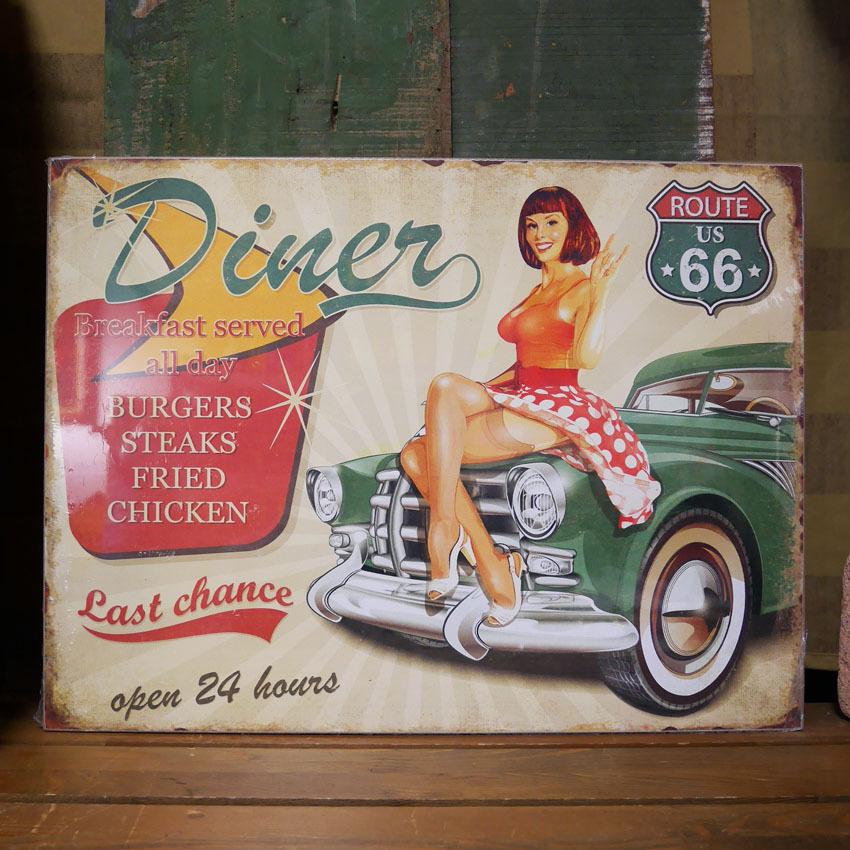 Diner
Breakfast served
all day
BURGERS
STEAKS
FRIED
CHICKEN
Last chance
open 24 hours
ROUTE
US
66